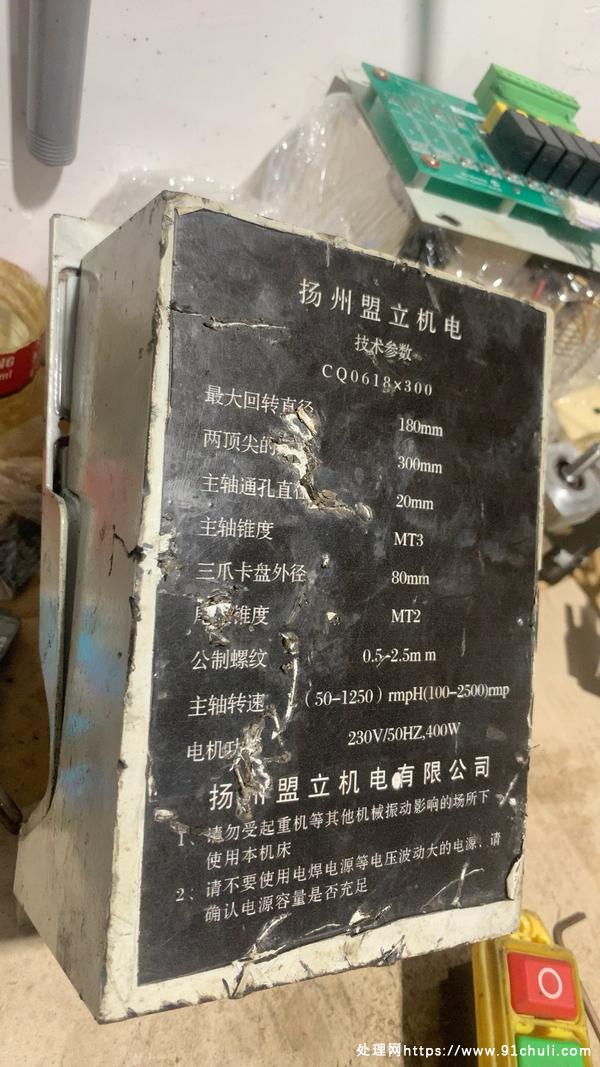 扬州盟立机电
技术参数
CQ0618×300
最大回转直径 180mm
两顶尖的 300mm
主轴通孔直径 20mm
主轴锥度 MT3
三爪卡盘外径 80mm
锥度 MT2
公制螺纹 0.5-2.5m m
主轴转速 (50-1250) rmpH(100-2500)rmp
电机功 230V/50HZ,400W
扬州盟立机电有限公司
1、请勿受起重机等其他机械振动影响的场所下
使用本机床
2、请不要使用电焊电源等电压波动大的电源、请
确认电源容量是否充足
NG
ml
处理网https://www.91chuli.com